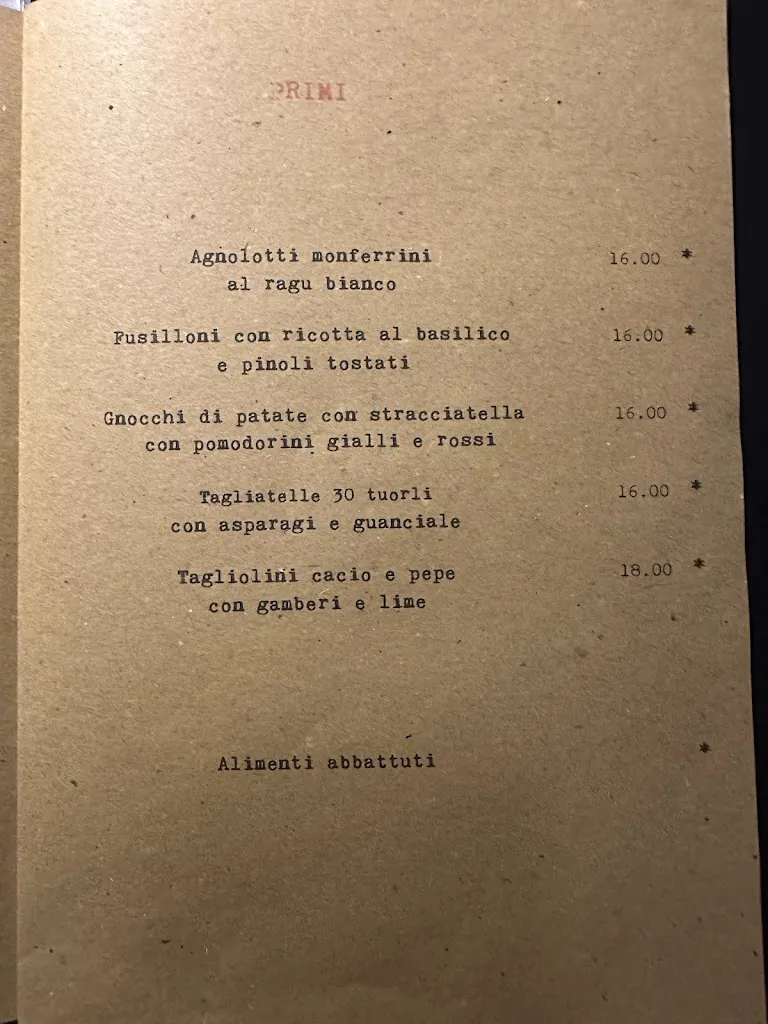 PRIMI
Agnolotti monferrini 16.00 *
al ragu bianco
Fusilloni con ricotta al basilico 16.00 *
e pinoli tostati
Gnocchi di patate con stracciatella 16.00 *
con pomodorini gialli e rossi
Tagliatelle 30 tuorli 16.00 *
con asparagi e guanciale
Tagliolini cacio e pepe 18.00 *
con gamberi e lime
Alimenti abbattuti *